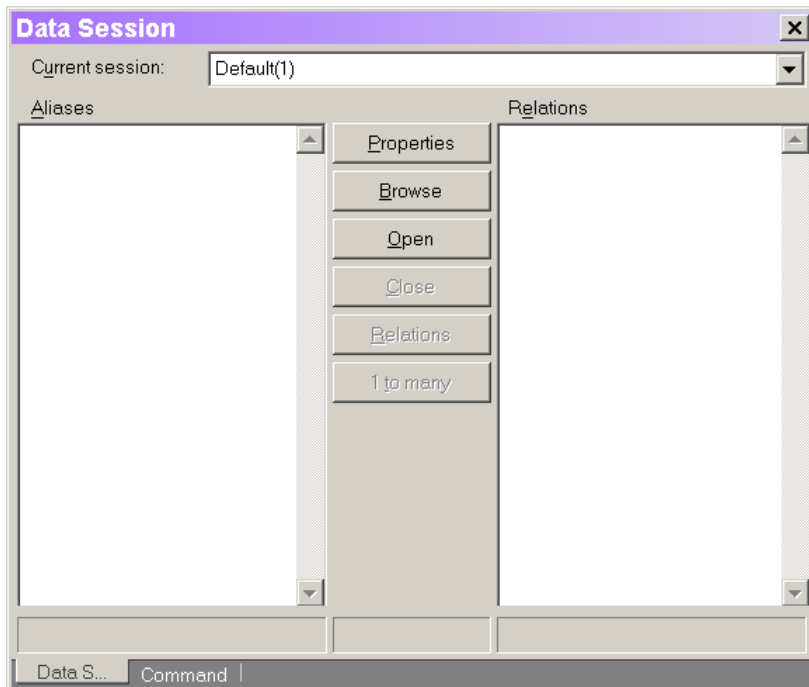 Data Session
Current session: Default(1)
Aliases
Relations
Properties
Browse
Open
Close
Relations
1 to many
Data S...
Command